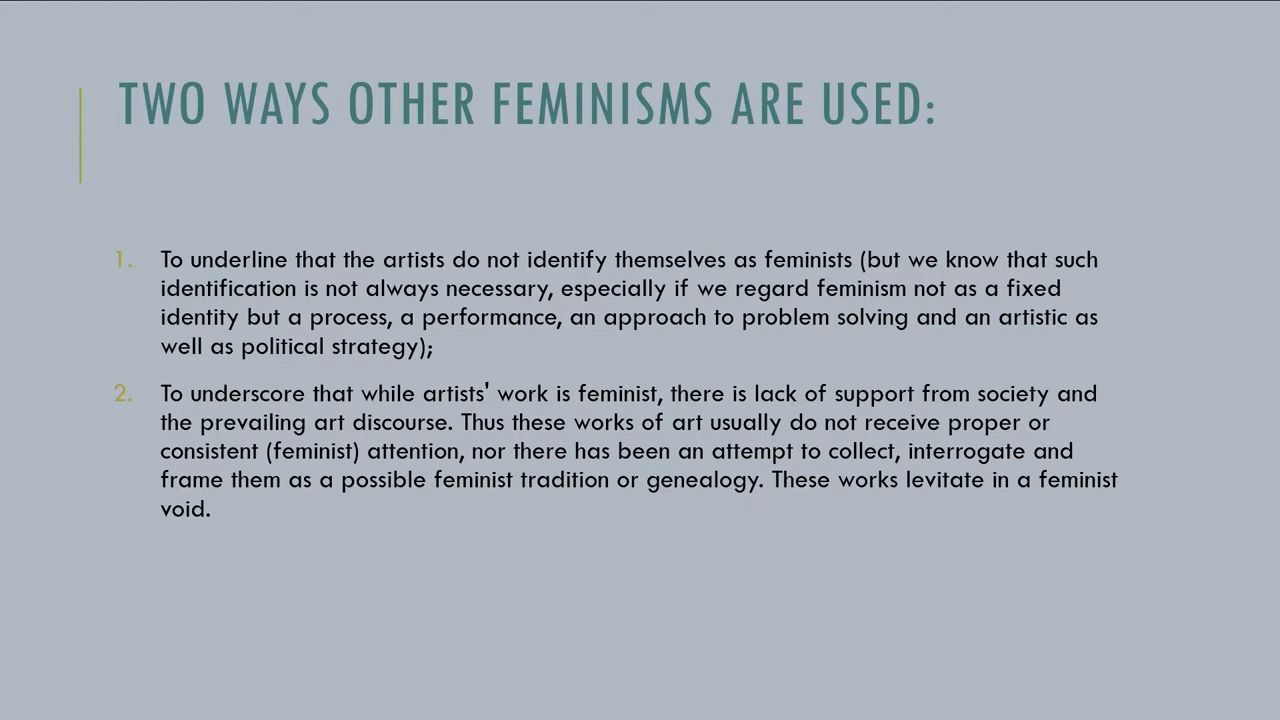 TWO WAYS OTHER FEMINISMS ARE USED:
1. To underline that the artists do not identify themselves as feminists (but we know that such
identification is not always necessary, especially if we regard feminism not as a fixed
identity but a process, a performance, an approach to problem solving and an artistic as
well as political strategy);
2. To underscore that while artists' work is feminist, there is lack of support from society and
the prevailing art discourse. Thus these works of art usually do not receive proper or
consistent (feminist) attention, nor there has been an attempt to collect, interrogate and
frame them as a possible feminist tradition or genealogy. These works levitate in a feminist
void.